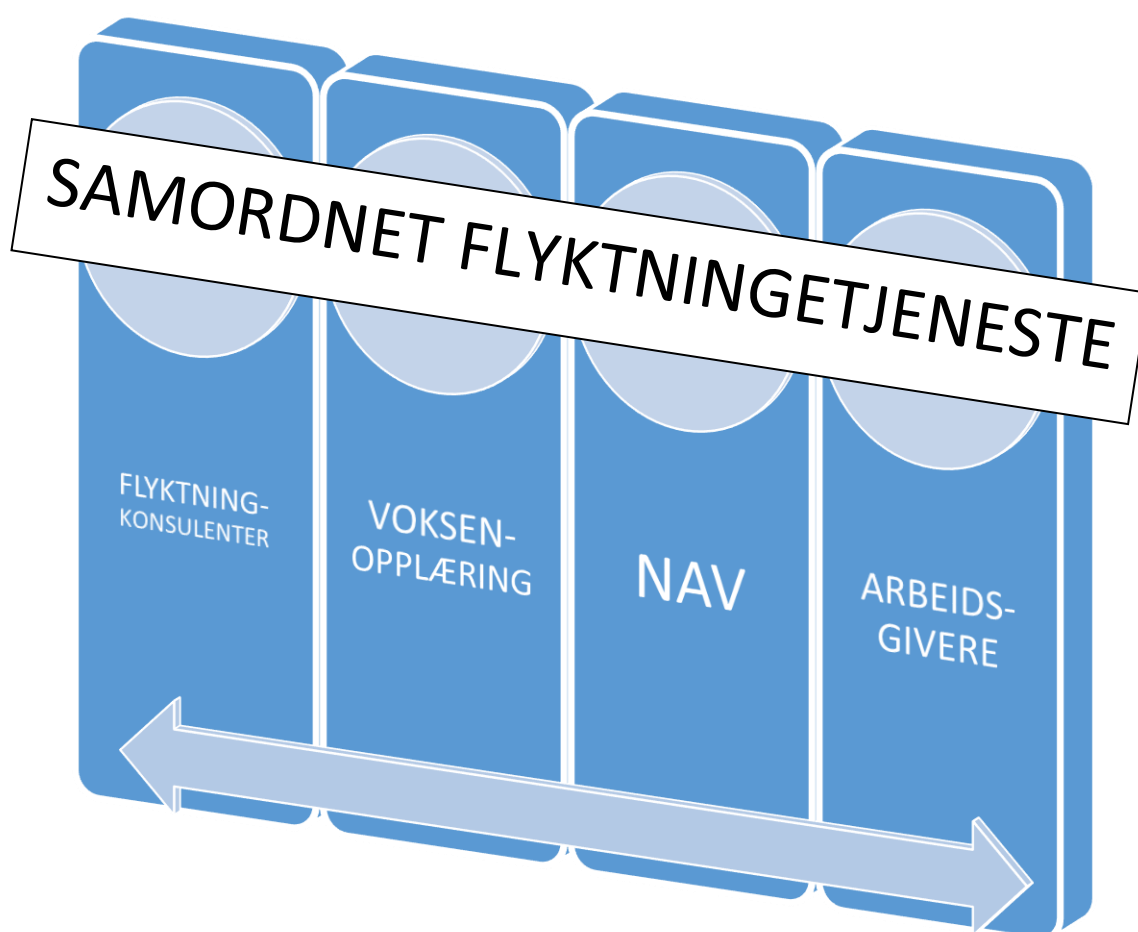 SAMORDNET FLYKTNINGETJENESTE
FLYKTNING-
KONSULENTER
VOKSEN-
OPPLÆRING
NAV
ARBEIDS-
GIVERE